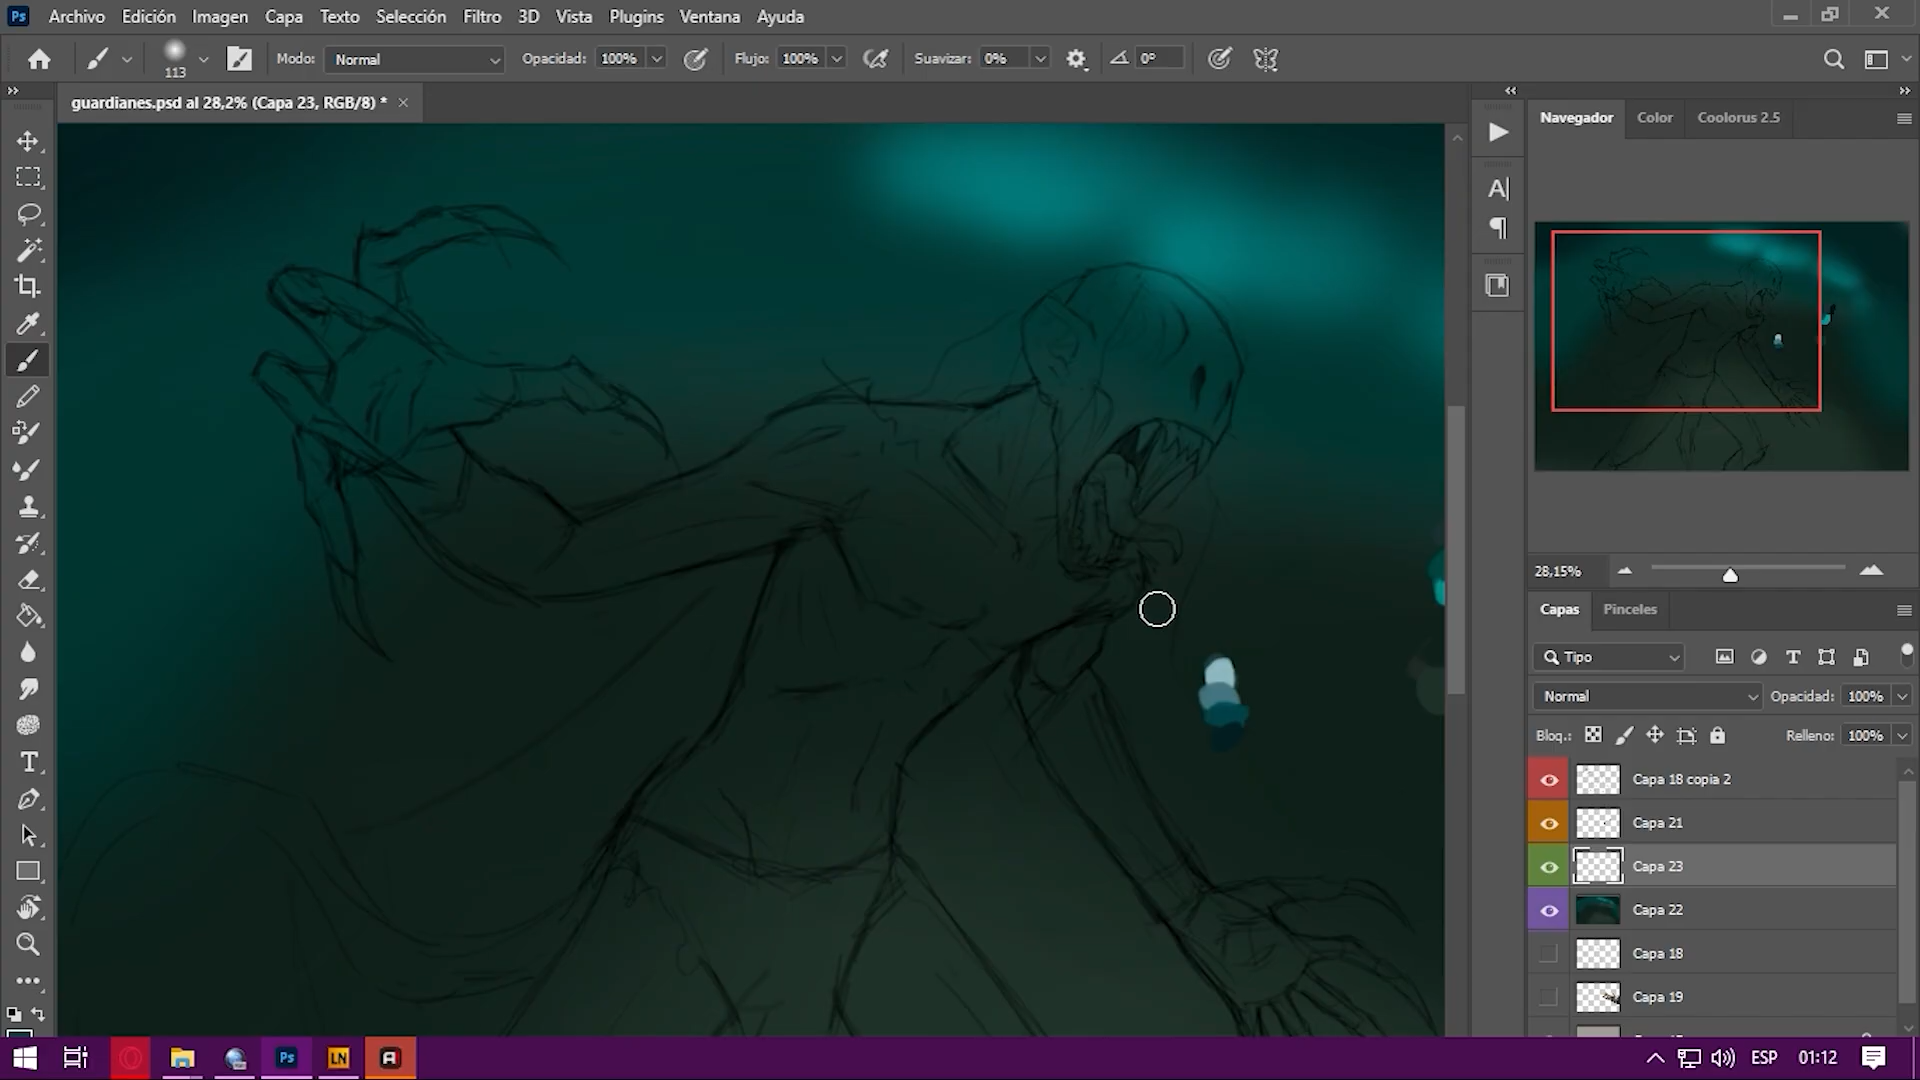 Ps Archivo Edición Imagen Capa Texto Selección Filtro 3D Vista Plugins Ventana Ayuda
113 Modo: Normal Opacidad: 100% Flujo: 100% Suavizar: 0% 0°
guardianes.psd al 28,2% (Capa 23, RGB/8) *
Navegador Color Coolorus 2.5
28,15%
Capas Pinceles
Tipo
Normal Opacidad: 100%
Bloq.: Relleno: 100%
Capa 18 copia 2
Capa 21
Capa 23
Capa 22
Capa 18
Capa 19
Ps LN ESP 01:12